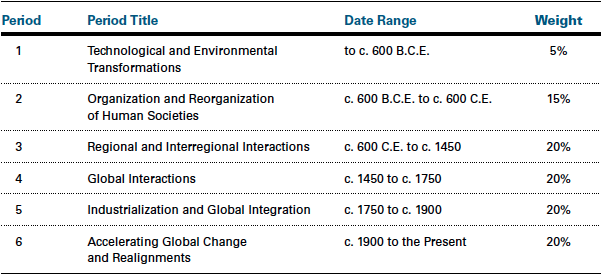 Period Period Title Date Range Weight
1 Technological and Environmental to c. 600 B.C.E. 5%
Transformations
2 Organization and Reorganization c. 600 B.C.E. to c. 600 C.E. 15%
of Human Societies
3 Regional and Interregional Interactions c. 600 C.E. to c. 1450 20%
4 Global Interactions c. 1450 to c. 1750 20%
5 Industrialization and Global Integration c. 1750 to c. 1900 20%
6 Accelerating Global Change c. 1900 to the Present 20%
and Realignments